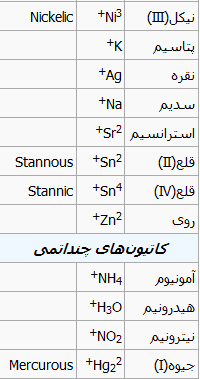 نیکل(III) +Ni3 Nickelic
پتاسیم +K
نقره +Ag
سدیم +Na
استرانسیم +Sr2
قلع(II) +Sn2 Stannous
قلع(IV) +Sn4 Stannic
روی +Zn2
کاتیون‌های چنداتمی
آمونیوم +NH4
هیدرونیم +H3O
نیترونیم +NO2
جیوه(I) +Hg22 Mercurous